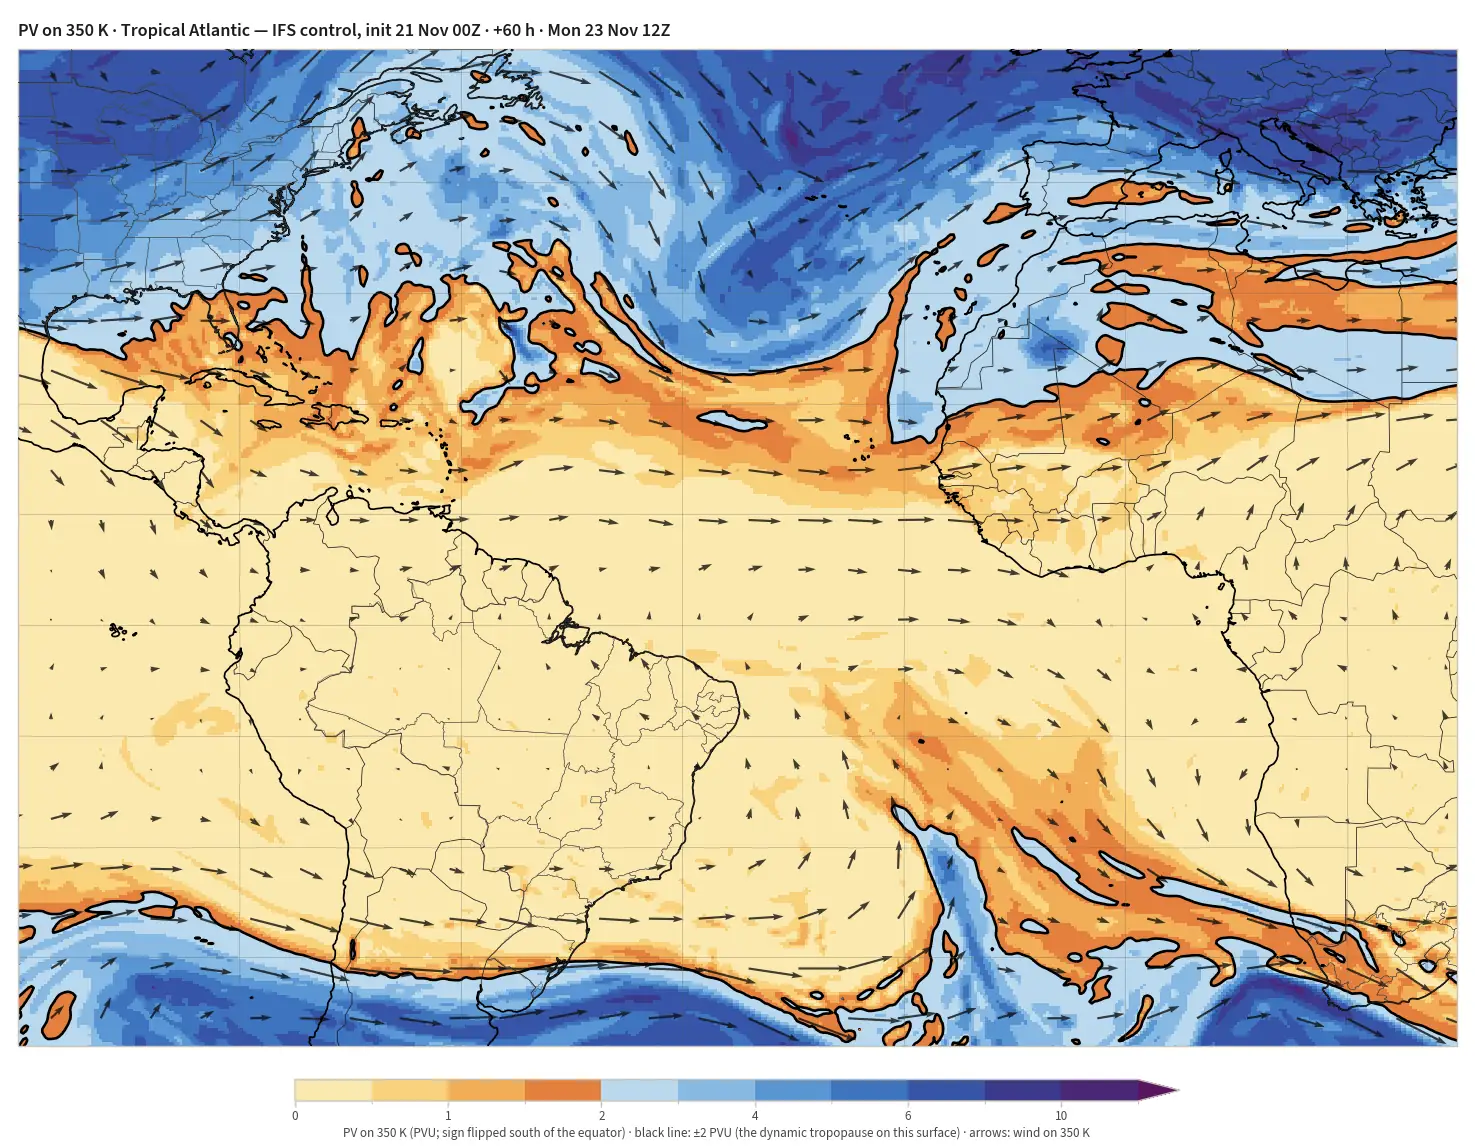 PV on 350 K · Tropical Atlantic — IFS control, init 21 Nov 00Z · +60 h · Mon 23 Nov 12Z
0 1 2 4 6 10
PV on 350 K (PVU; sign flipped south of the equator) · black line: ±2 PVU (the dynamic tropopause on this surface) · arrows: wind on 350 K